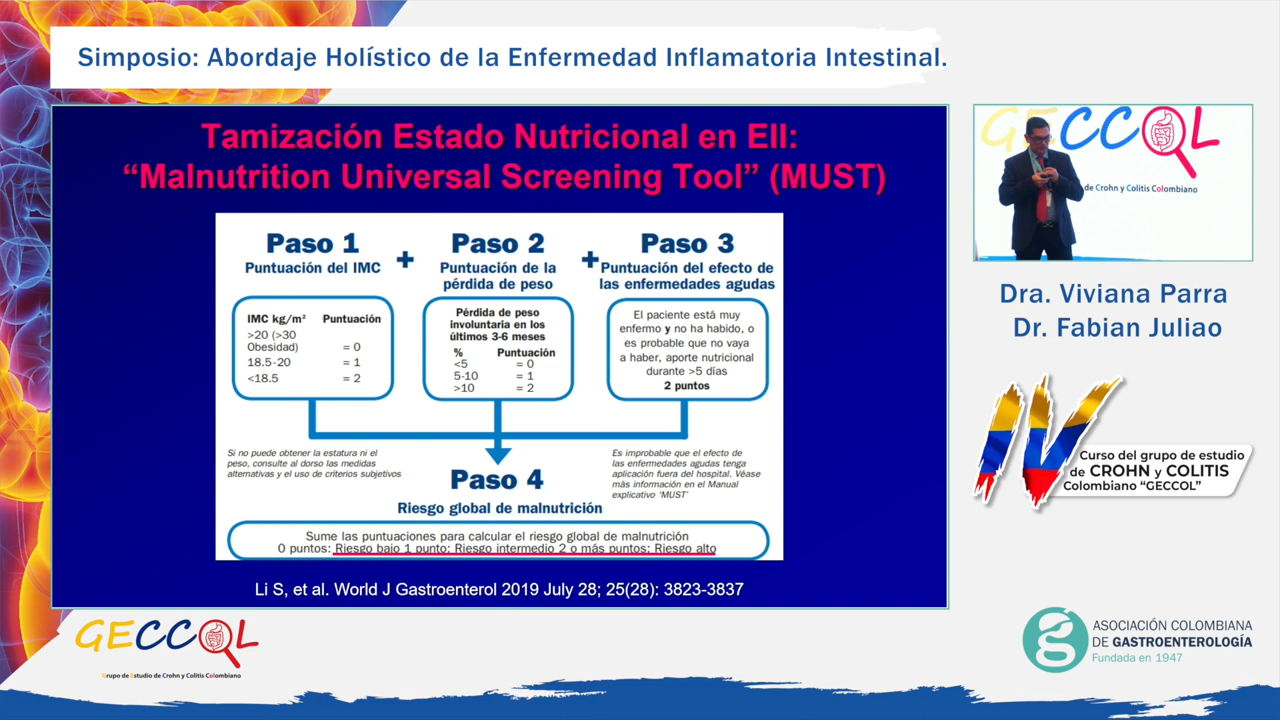 Simposio: Abordaje Holístico de la Enfermedad Inflamatoria Intestinal.
Tamización Estado Nutricional en EII:
“Malnutrition Universal Screening Tool” (MUST)
Paso 1
Puntuación del IMC
+
Paso 2
Puntuación de la
pérdida de peso
+
Paso 3
Puntuación del efecto de
las enfermedades agudas
IMC kg/m² Puntuación
>20 (>30
Obesidad) = 0
18.5-20 = 1
<18.5 = 2
Pérdida de peso
involuntaria en los
últimos 3-6 meses
% Puntuación
<5 = 0
5-10 = 1
>10 = 2
El paciente está muy
enfermo y no ha habido, o
es probable que no vaya
a haber, aporte nutricional
durante >5 días
2 puntos
Si no puede obtener la estatura ni el
peso, consulte al dorso las medidas
alternativas y el uso de criterios subjetivos
Es improbable que el efecto de
las enfermedades agudas tenga
aplicación fuera del hospital. Véase
más información en el Manual
explicativo ‘MUST’
Paso 4
Riesgo global de malnutrición
Sume las puntuaciones para calcular el riesgo global de malnutrición
0 puntos: Riesgo bajo 1 punto: Riesgo intermedio 2 o más puntos: Riesgo alto
Li S, et al. World J Gastroenterol 2019 July 28; 25(28): 3823-3837
GECCOL
de Crohn y Colitis Colombiano
Dra. Viviana Parra
Dr. Fabian Juliao
IV
Curso del grupo de estudio
de CROHN y COLITIS
Colombiano “GECCOL”
GECCOL
Grupo de Estudio de Crohn y Colitis Colombiano
ASOCIACIÓN COLOMBIANA
DE GASTROENTEROLOGÍA
Fundada en 1947